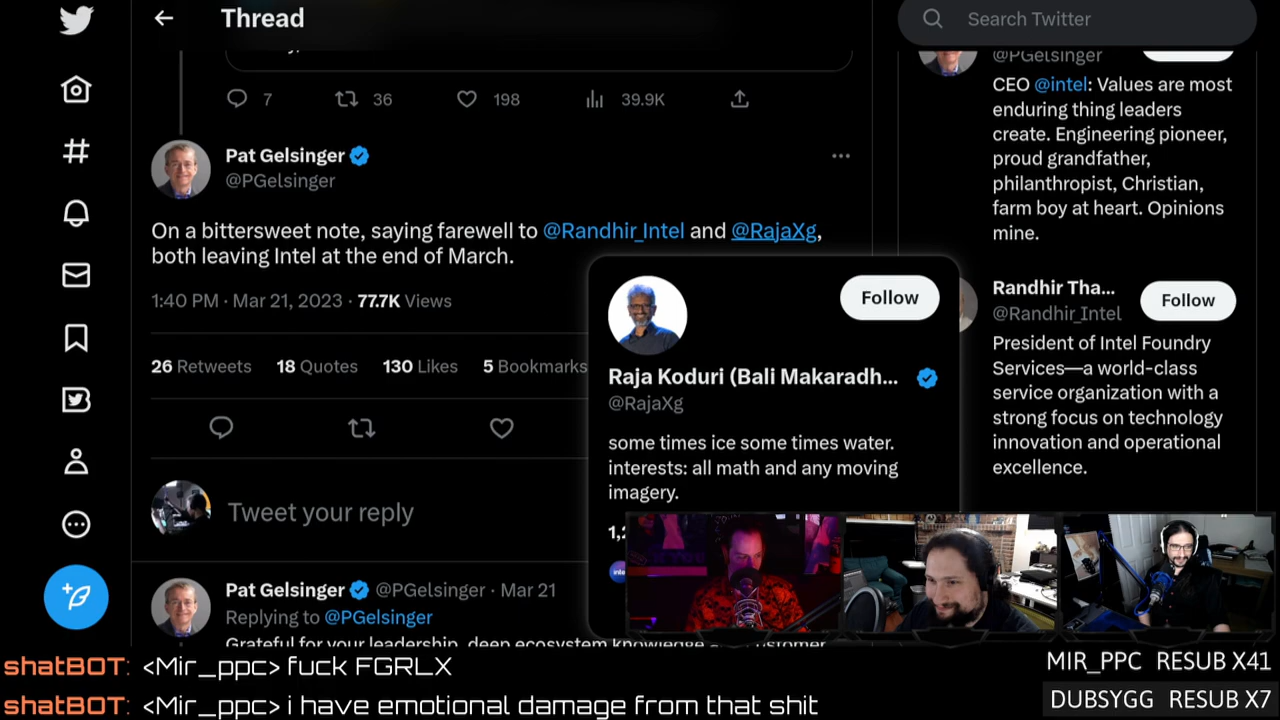 Thread
Search Twitter
7
36
198
39.9K
Pat Gelsinger
@PGelsinger
On a bittersweet note, saying farewell to @Randhir_Intel and @RajaXg,
both leaving Intel at the end of March.
1:40 PM · Mar 21, 2023 · 77.7K Views
26 Retweets 18 Quotes 130 Likes 5 Bookmarks
Tweet your reply
Pat Gelsinger @PGelsinger · Mar 21
Replying to @PGelsinger
Grateful for your leadership, deep ecosystem knowledge
Follow
Raja Koduri (Bali Makaradh...
@RajaXg
some times ice some times water.
interests: all math and any moving
imagery.
@PGelsinger
CEO @intel: Values are most
enduring thing leaders
create. Engineering pioneer,
proud grandfather,
philanthropist, Christian,
farm boy at heart. Opinions
mine.
Randhir Tha...
@Randhir_Intel
Follow
President of Intel Foundry
Services—a world-class
service organization with a
strong focus on technology
innovation and operational
excellence.
shatBOT: <Mir_ppc> fuck FGRLX
shatBOT: <Mir_ppc> i have emotional damage from that shit
MIR_PPC RESUB X41
DUBSYGG RESUB X7